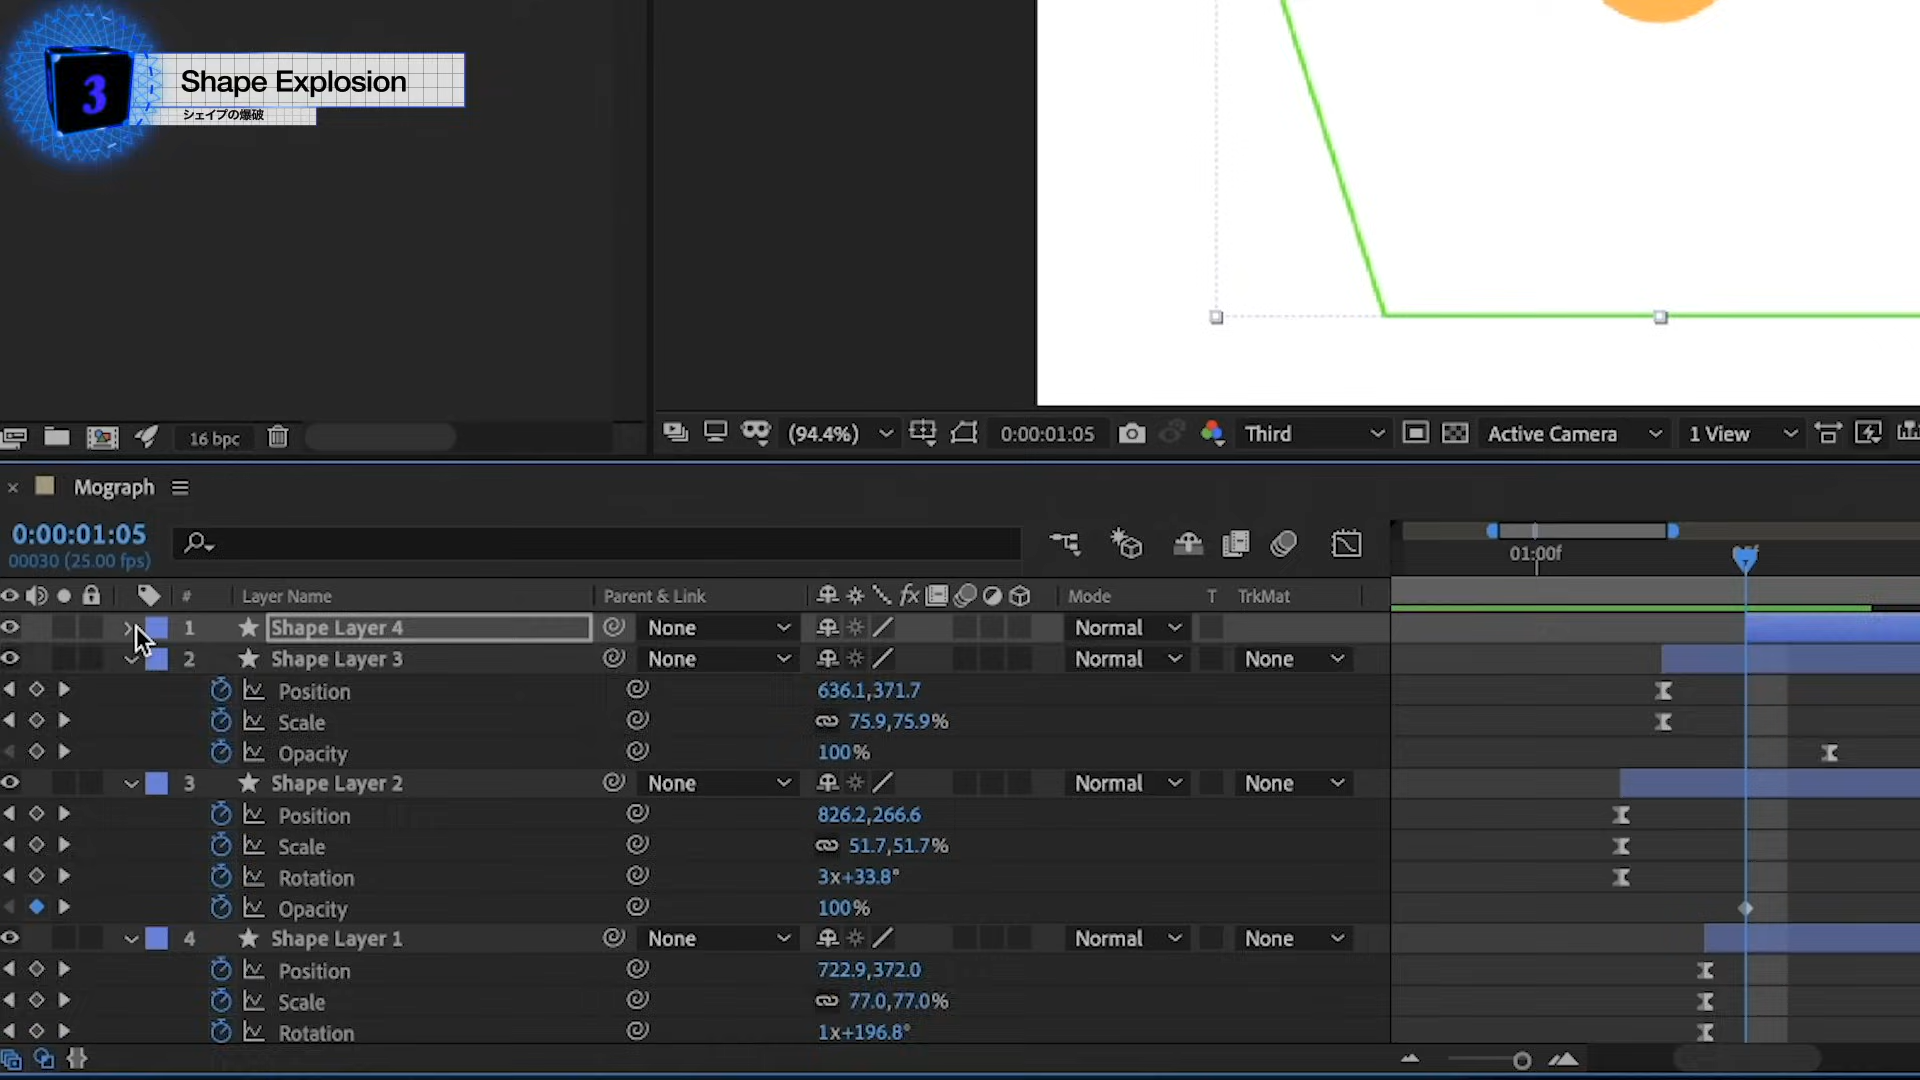 3
Shape Explosion
シェイプの爆破
16 bpc
(94.4%)
0:00:01:05
Third
Active Camera
1 View
Mograph
0:00:01:05
00030 (25.00 fps)
01:00f
# Layer Name Parent & Link fx Mode T TrkMat
1 Shape Layer 4 None Normal
2 Shape Layer 3 None Normal None
Position 636.1,371.7
Scale 75.9,75.9%
Opacity 100%
3 Shape Layer 2 None Normal None
Position 826.2,266.6
Scale 51.7,51.7%
Rotation 3x+33.8°
Opacity 100%
4 Shape Layer 1 None Normal None
Position 722.9,372.0
Scale 77.0,77.0%
Rotation 1x+196.8°